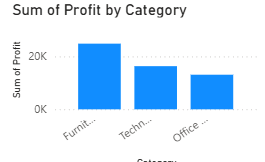 Sum of Profit by Category
Sum of Profit
20K
0K
Furnit...
Techn...
Office ...
Category